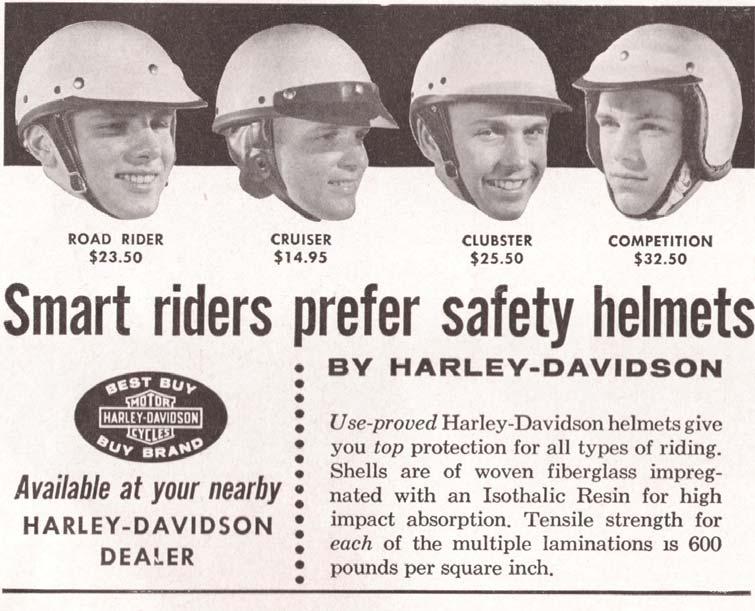 ROAD RIDER
$23.50
CRUISER
$14.95
CLUBSTER
$25.50
COMPETITION
$32.50
Smart riders prefer safety helmets
BY HARLEY-DAVIDSON
BEST BUY
MOTOR
HARLEY-DAVIDSON
CYCLES
BUY BRAND
Available at your nearby
HARLEY-DAVIDSON
DEALER
Use-proved Harley-Davidson helmets give
you top protection for all types of riding.
Shells are of woven fiberglass impreg-
nated with an Isothalic Resin for high
impact absorption. Tensile strength for
each of the multiple laminations is 600
pounds per square inch.